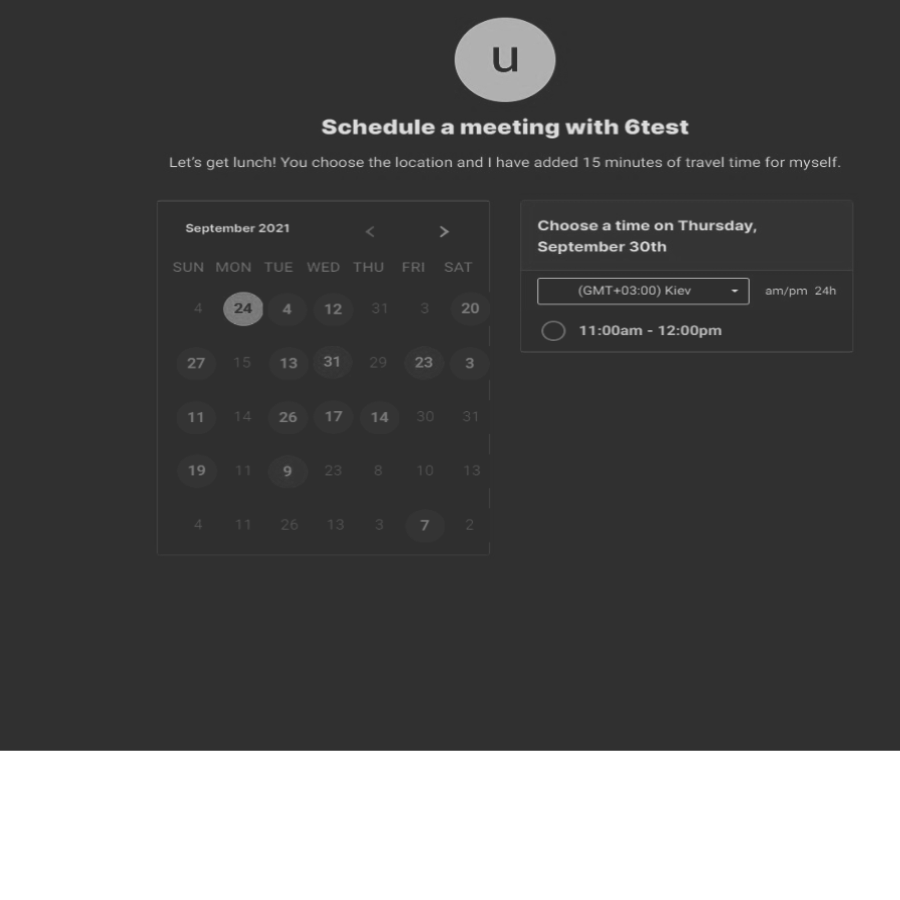 u
Schedule a meeting with 6test
Let's get lunch! You choose the location and I have added 15 minutes of travel time for myself.
September 2021 < >
SUN MON TUE WED THU FRI SAT
4 24 4 12 31 3 20
27 15 13 31 29 23 3
11 14 26 17 14 30 31
19 11 9 23 8 10 13
4 11 26 13 3 7 2
Choose a time on Thursday,
September 30th
(GMT+03:00) Kiev am/pm 24h
11:00am - 12:00pm